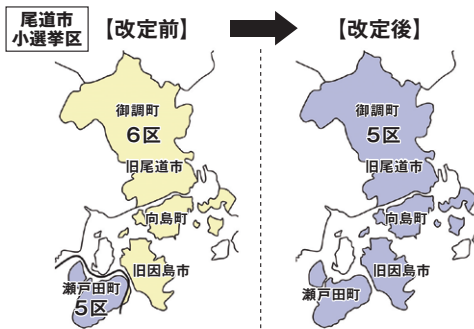 尾道市
小選挙区
【改定前】
【改定後】
御調町
6区
旧尾道市
向島町
旧因島市
瀬戸田町
5区
御調町
5区
旧尾道市
向島町
旧因島市
瀬戸田町